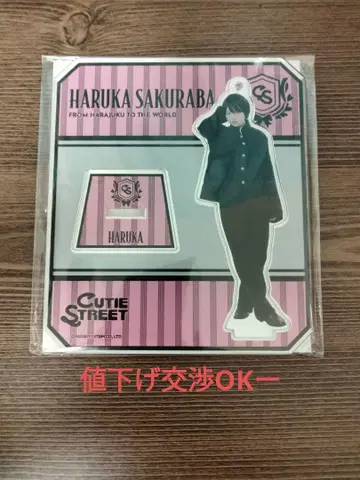 HARUKA SAKURABA
FROM HARAJUKU TO THE WORLD
CS
CS
HARUKA
CUTIE
STREET
値下げ交渉OKー